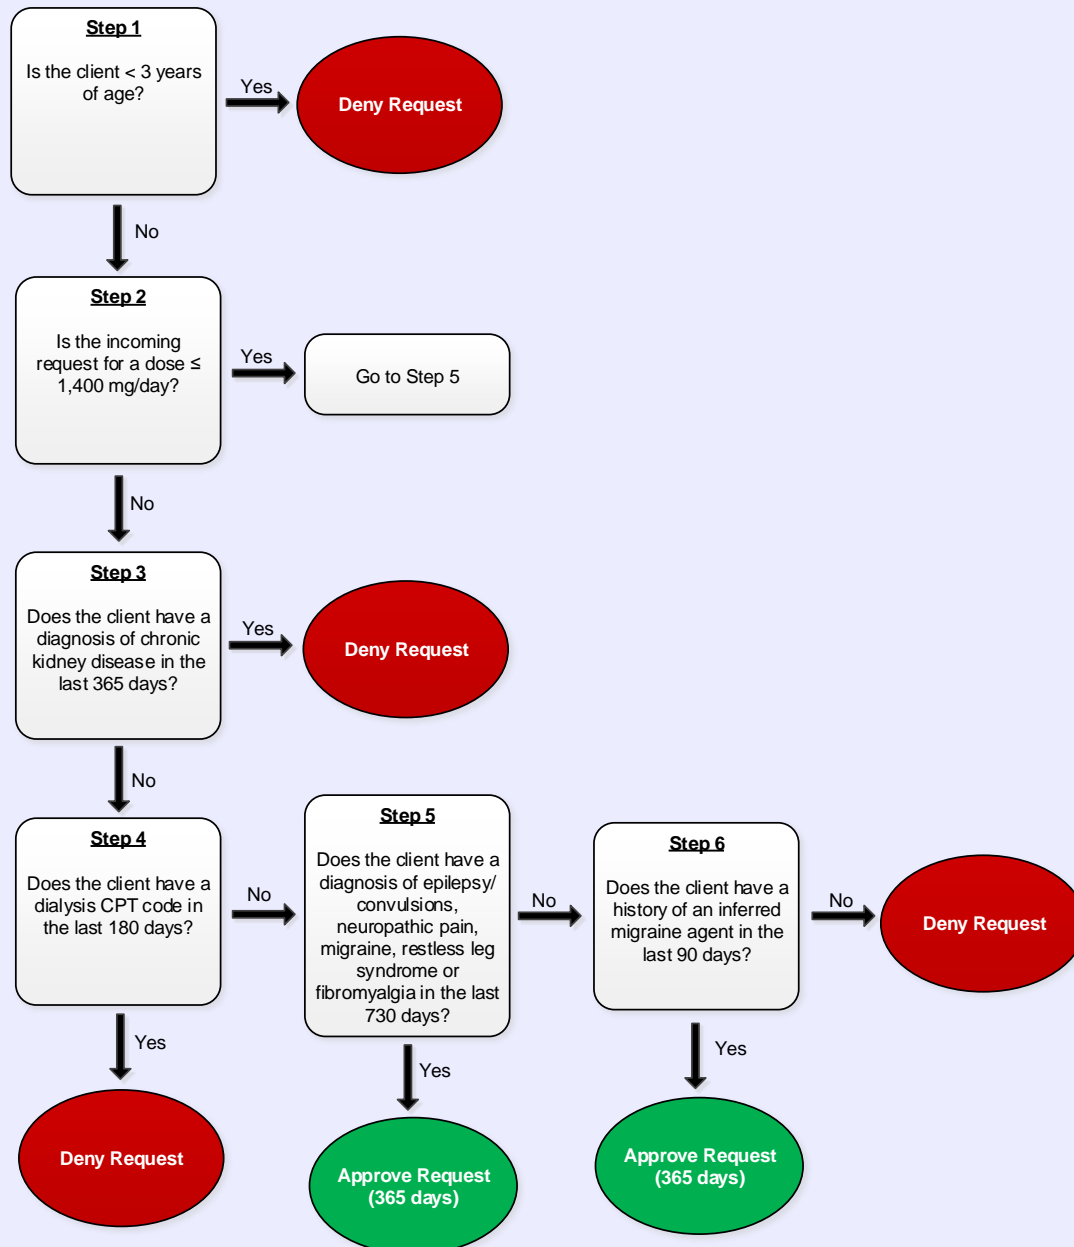 Step 1
Is the client < 3 years
of age?
Yes
Deny Request
No
Step 2
Is the incoming
request for a dose ≤
1,400 mg/day?
Yes
Go to Step 5
No
Step 3
Does the client have a
diagnosis of chronic
kidney disease in the
last 365 days?
Yes
Deny Request
No
Step 4
Does the client have a
dialysis CPT code in
the last 180 days?
No
Yes
Deny Request
Step 5
Does the client have a
diagnosis of epilepsy/
convulsions,
neuropathic pain,
migraine, restless leg
syndrome or
fibromyalgia in the last
730 days?
No
Yes
Approve Request
(365 days)
Step 6
Does the client have a
history of an inferred
migraine agent in the
last 90 days?
No
Deny Request
Yes
Approve Request
(365 days)